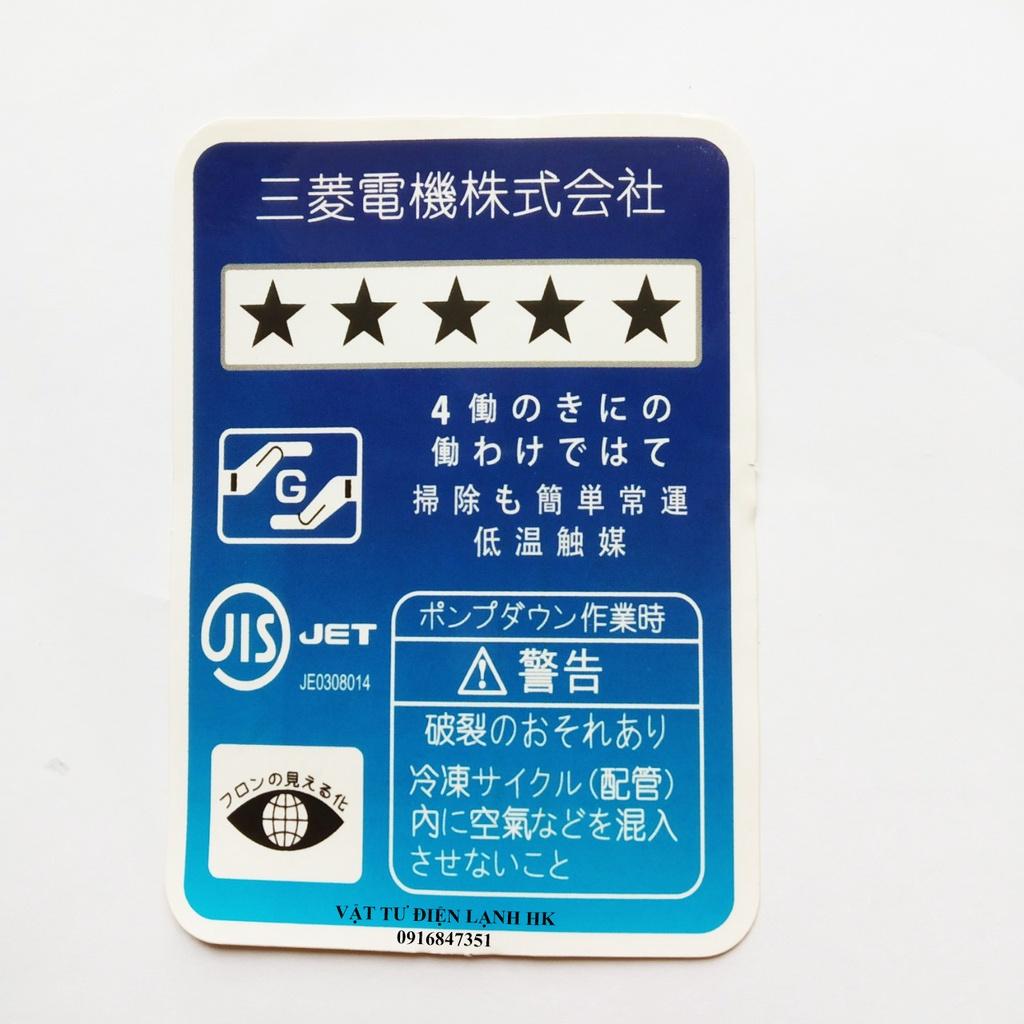 三菱電機株式会社
4働のきにの
働わけではて
掃除も簡単常運
低温触媒
G
JIS JET
JE0308014
ポンプダウン作業時
警告
破裂のおそれあり
冷凍サイクル(配管)
内に空氣などを混入
させないこと
フロンの見える化
VẬT TƯ ĐIỆN LẠNH HK
0916847351